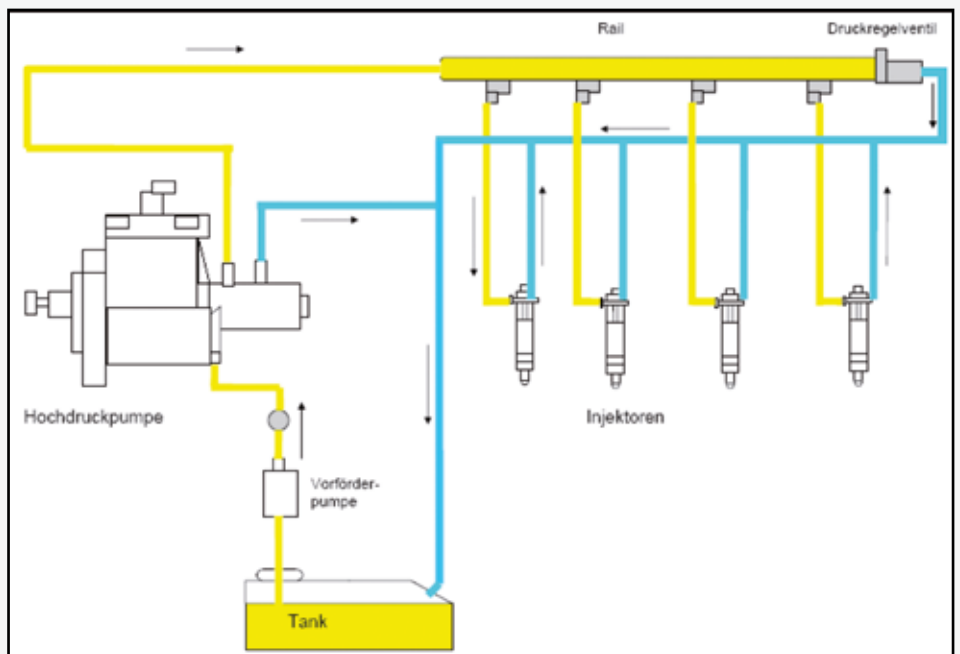 Rail
Druckregelventil
Hochdruckpumpe
Injektoren
Vorförder-
pumpe
Tank